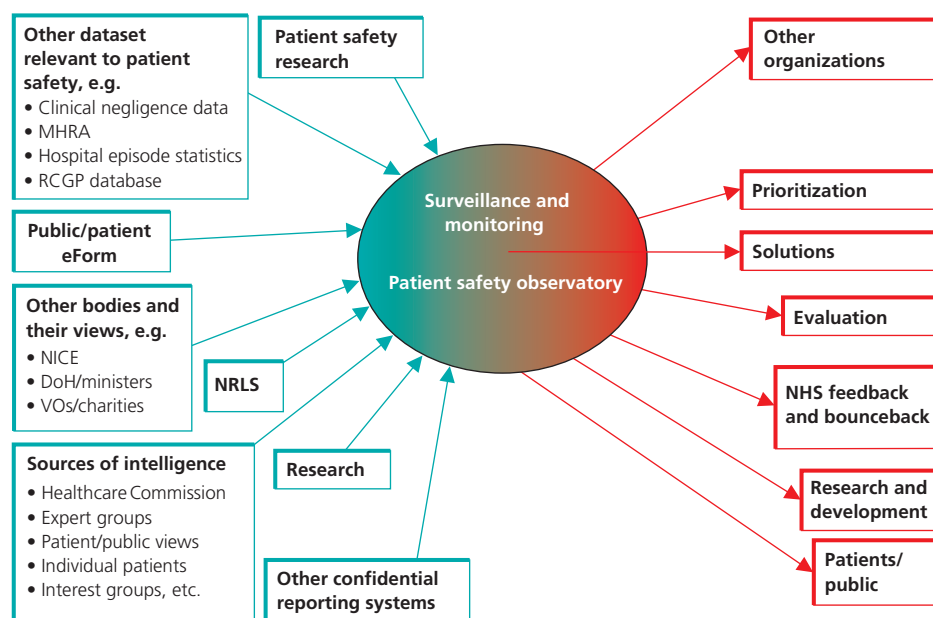 Other dataset
relevant to patient
safety, e.g.
• Clinical negligence data
• MHRA
• Hospital episode statistics
• RCGP database
Patient safety
research
Public/patient
eForm
Other bodies and
their views, e.g.
• NICE
• DoH/ministers
• VOs/charities
NRLS
Sources of intelligence
• Healthcare Commission
• Expert groups
• Patient/public views
• Individual patients
• Interest groups, etc.
Research
Other confidential
reporting systems
Surveillance and
monitoring
Patient safety observatory
Other
organizations
Prioritization
Solutions
Evaluation
NHS feedback
and bounceback
Research and
development
Patients/
public